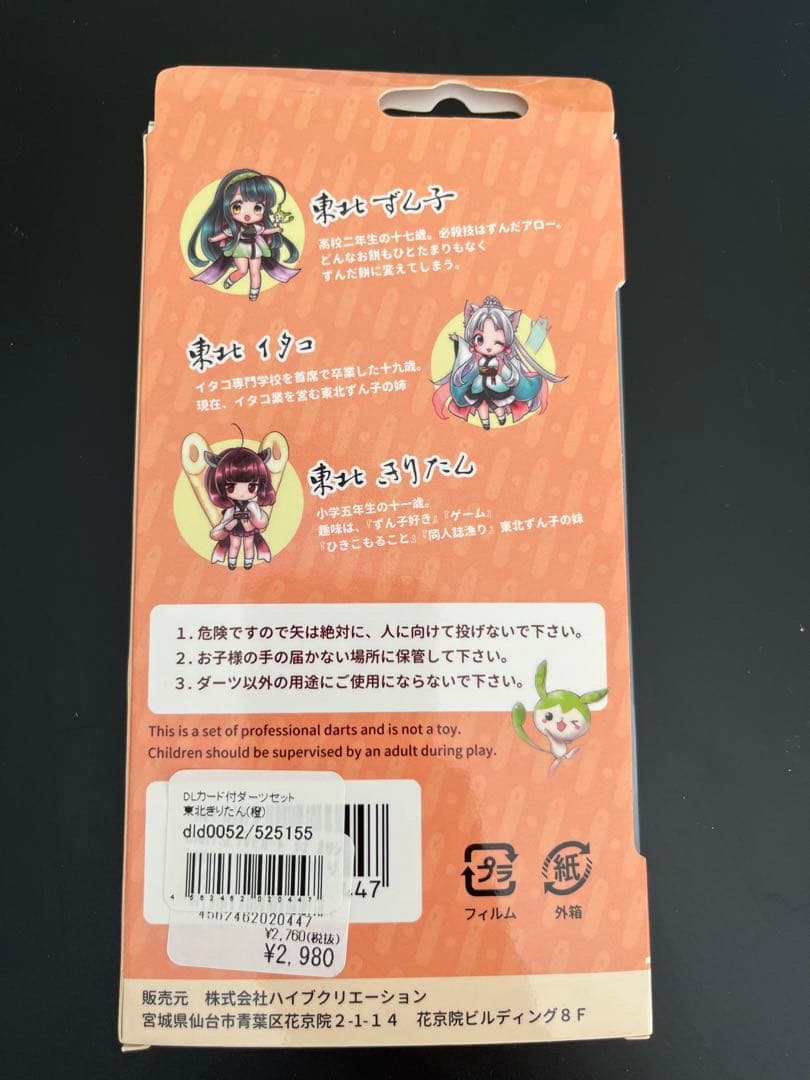 東北ずん子
高校二年生の十七歳。必殺技はずんだアロー。
どんなお餅もひとたまりもなく
ずんだ餅に変えてしまう。
東北イタコ
イタコ専門学校を首席で卒業した十九歳。
現在、イタコ業を営む東北ずん子の姉
東北きりたん
小学五年生の十一歳。
趣味は、『ずん子好き』『ゲーム』
『ひきこもること』『同人誌漁り』東北ずん子の妹
1.危険ですので矢は絶対に、人に向けて投げないで下さい。
2.お子様の手の届かない場所に保管して下さい。
3.ダーツ以外の用途にご使用にならないで下さい。
This is a set of professional darts and is not a toy.
Children should be supervised by an adult during play.
DLカード付ダーツセット
東北きりたん(橙)
dld0052/525155
4 562462 020447
4562462020447
¥2,760(税抜)
¥2,980
447
プラ
フィルム
紙
外箱
販売元 株式会社ハイブクリエーション
宮城県仙台市青葉区花京院2-1-14 花京院ビルディング8F